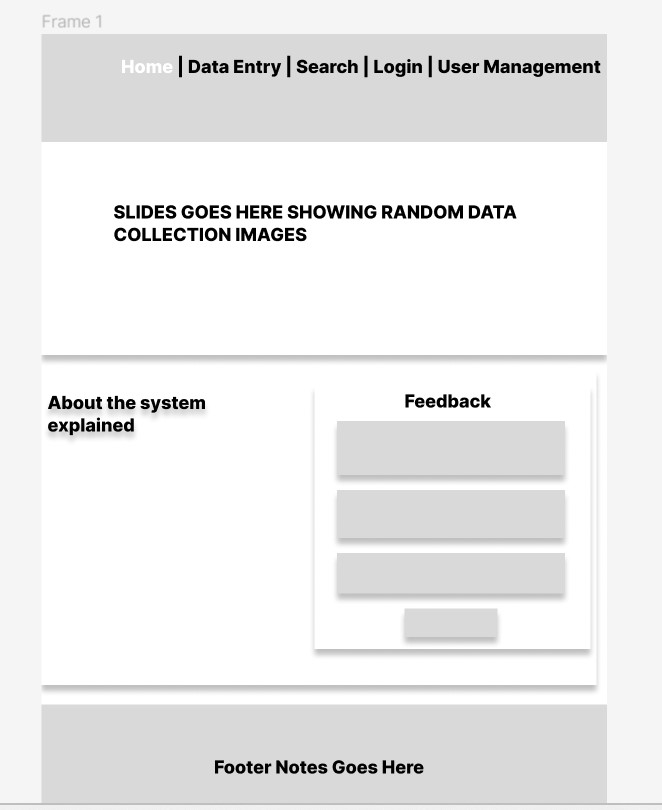 Frame 1
Home | Data Entry | Search | Login | User Management
SLIDES GOES HERE SHOWING RANDOM DATA
COLLECTION IMAGES
About the system
explained
Feedback
Footer Notes Goes Here